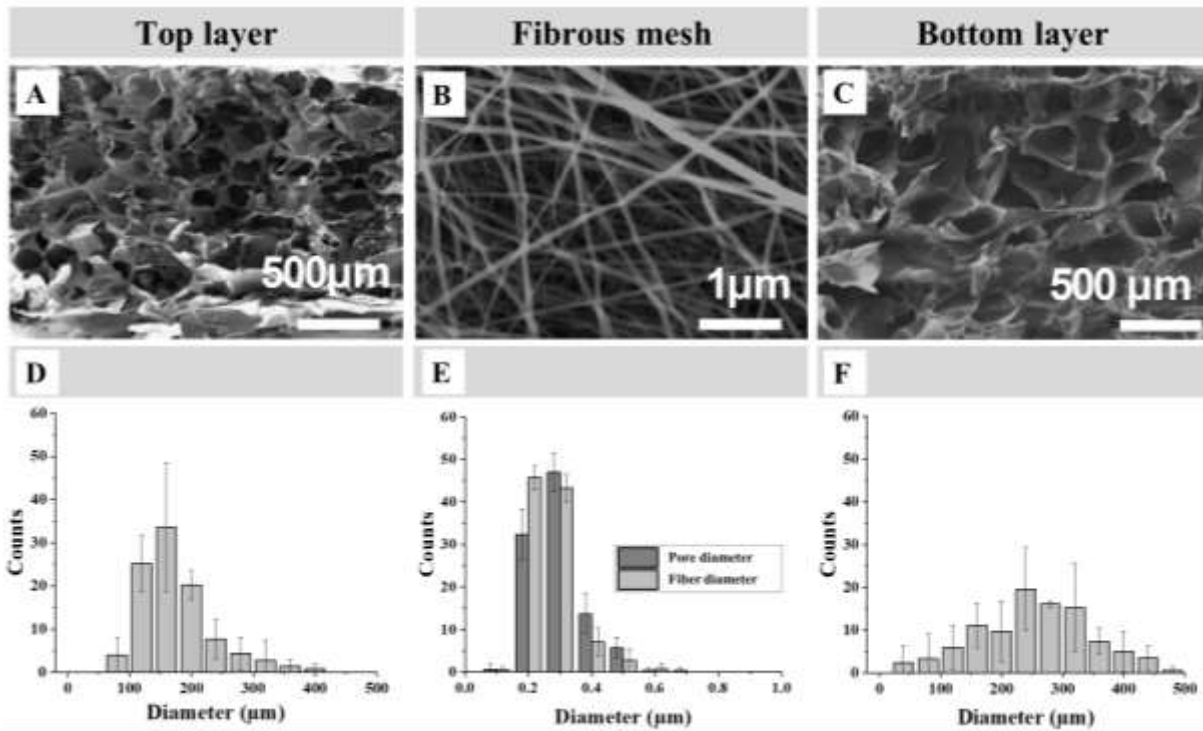 Top layer
Fibrous mesh
Bottom layer
A
B
C
500µm
1µm
500 µm
D
E
F
60
50
40
30
20
10
0
Counts
0
100
200
300
400
500
Diameter (µm)
60
50
40
30
20
10
0
Counts
Pore diameter
Fiber diameter
0.0
0.2
0.4
0.6
0.8
1.0
Diameter (µm)
60
50
40
30
20
10
0
Counts
0
100
200
300
400
500
Diameter (µm)